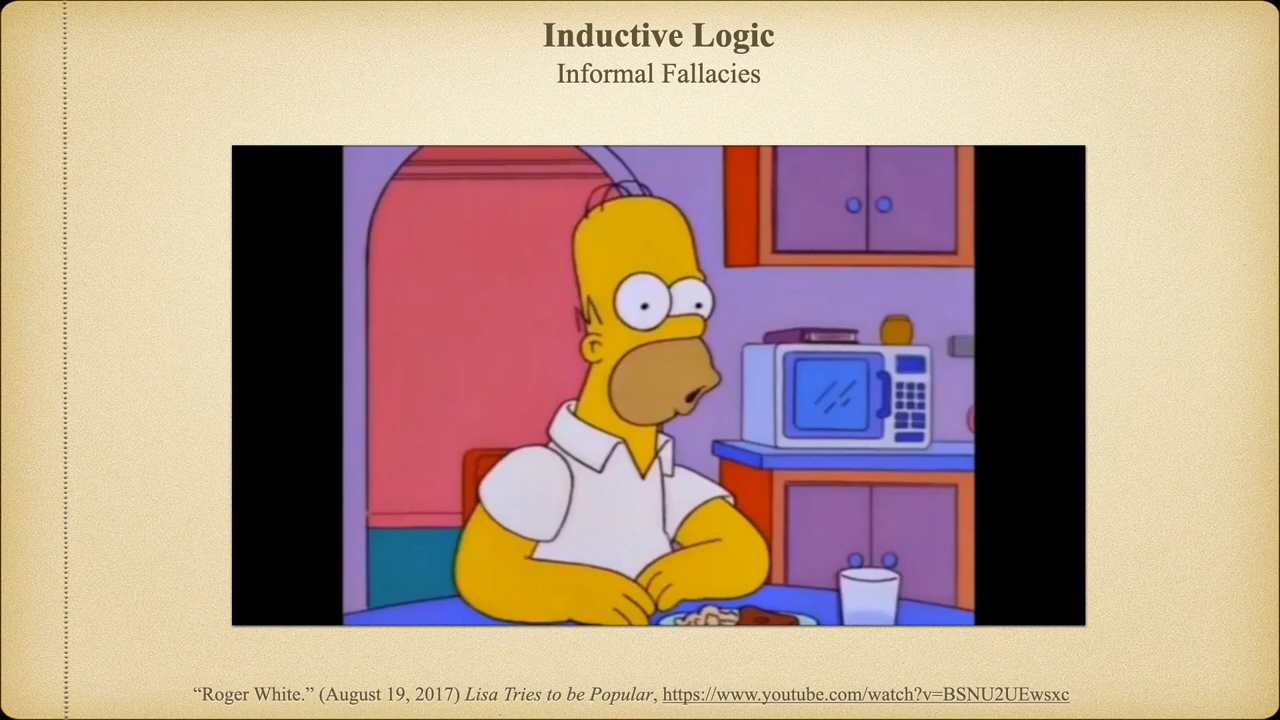 Inductive Logic
Informal Fallacies
“Roger White.” (August 19, 2017) Lisa Tries to be Popular, https://www.youtube.com/watch?v=BSNU2UEwsxc